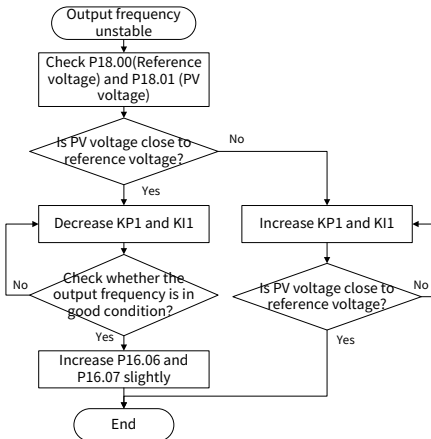 Output frequency
unstable
Check P18.00(Reference
voltage) and P18.01 (PV
voltage)
Is PV voltage close to
reference voltage?
No
Yes
Decrease KP1 and KI1
Increase KP1 and KI1
Check whether the
output frequency is in
good condition?
No
Is PV voltage close to
reference voltage?
No
Yes
Yes
Increase P16.06 and
P16.07 slightly
End